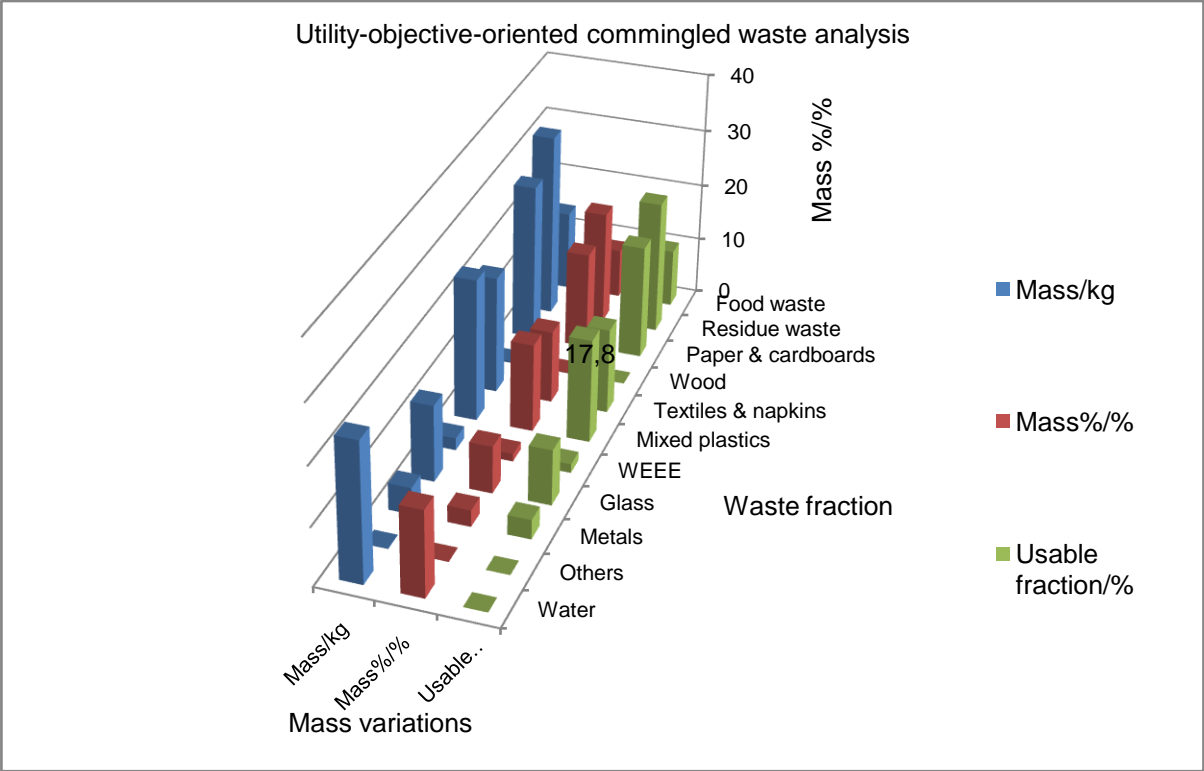 Utility-objective-oriented commingled waste analysis
40
30
20
10
0
Mass %/%
Food waste
Residue waste
Paper & cardboards
Wood
Textiles & napkins
Mixed plastics
WEEE
Glass
Metals
Others
Water
17,8
Waste fraction
Mass/kg
Mass%/%
Usable..
Mass variations
Mass/kg
Mass%/%
Usable
fraction/%